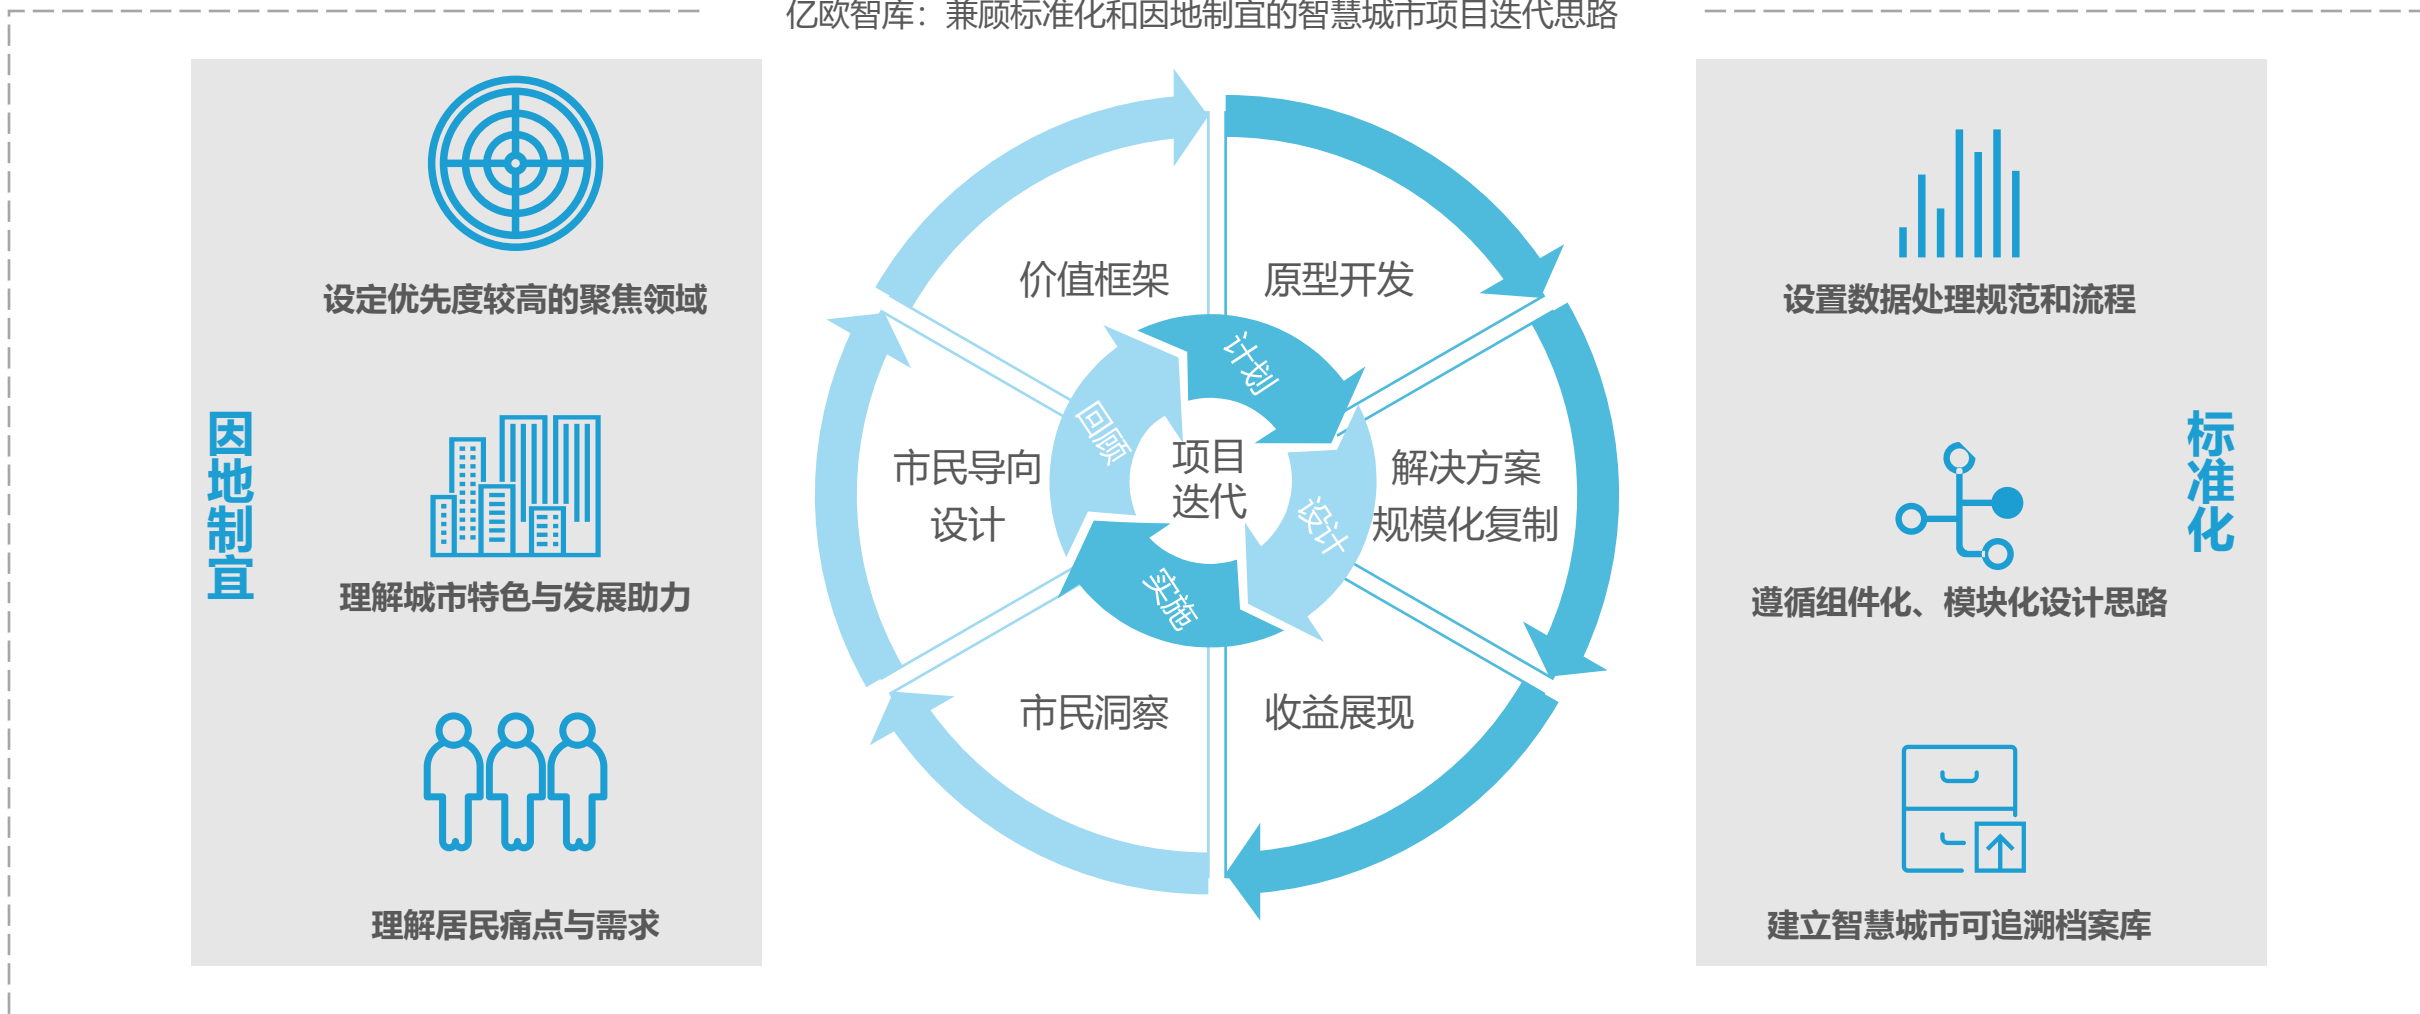 亿欧智库：兼顾标准化和因地制宜的智慧城市项目迭代思路
因地制宜
设定优先度较高的聚焦领域
理解城市特色与发展助力
理解居民痛点与需求
价值框架
原型开发
市民导向
设计
解决方案
规模化复制
市民洞察
收益展现
计划
设计
实施
回顾
项目
迭代
设置数据处理规范和流程
遵循组件化、模块化设计思路
建立智慧城市可追溯档案库
标准化